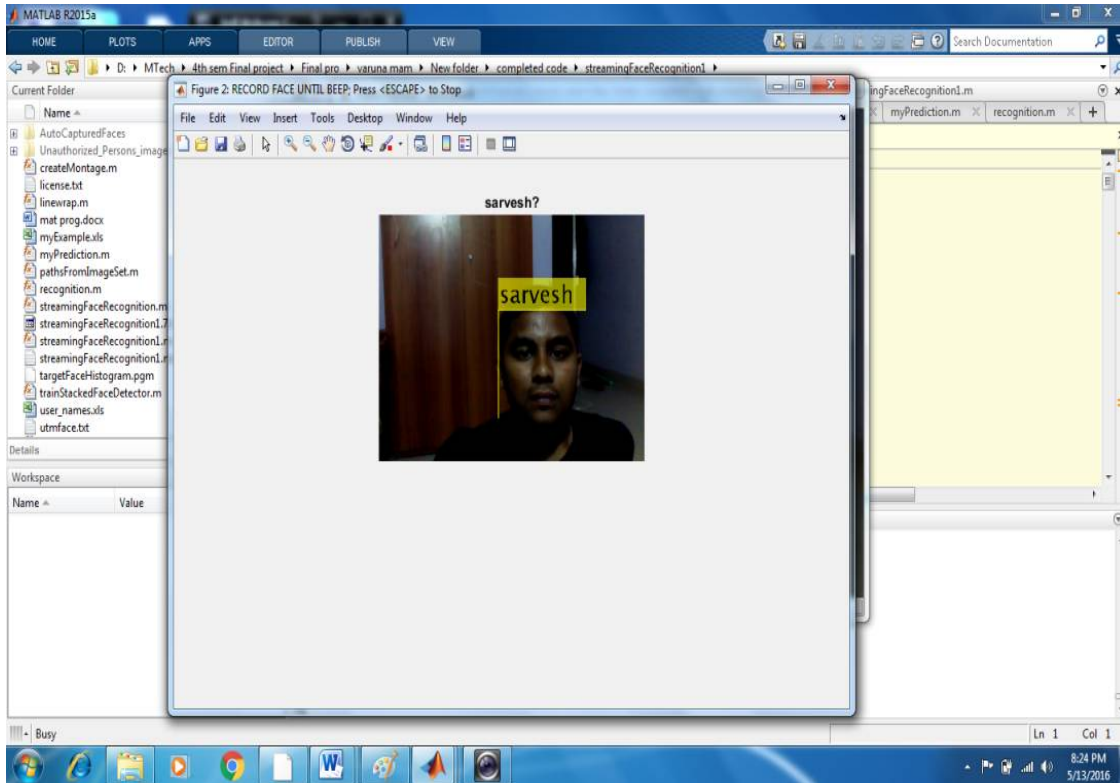 MATLAB R2015a
HOME PLOTS APPS EDITOR PUBLISH VIEW
Search Documentation
D: MTech 4th sem Final project Final pro varuna mam New folder completed code streamingFaceRecognition1
Current Folder
Name
AutoCapturedFaces
Unauthorized_Persons_image
createMontage.m
license.txt
linewrap.m
mat prog.docx
myExample.xls
myPrediction.m
pathsFromImageSet.m
recognition.m
streamingFaceRecognition.m
streamingFaceRecognition1.
streamingFaceRecognition1.
streamingFaceRecognition1.
targetFaceHistogram.pgm
trainStackedFaceDetector.m
user_names.xls
utmface.txt
Details
Workspace
Name Value
Figure 2: RECORD FACE UNTIL BEEP; Press <ESCAPE> to Stop
File Edit View Insert Tools Desktop Window Help
sarvesh?
sarvesh
ingFaceRecognition1.m
myPrediction.m recognition.m
Busy
Ln 1 Col 1
8:24 PM
5/13/2016